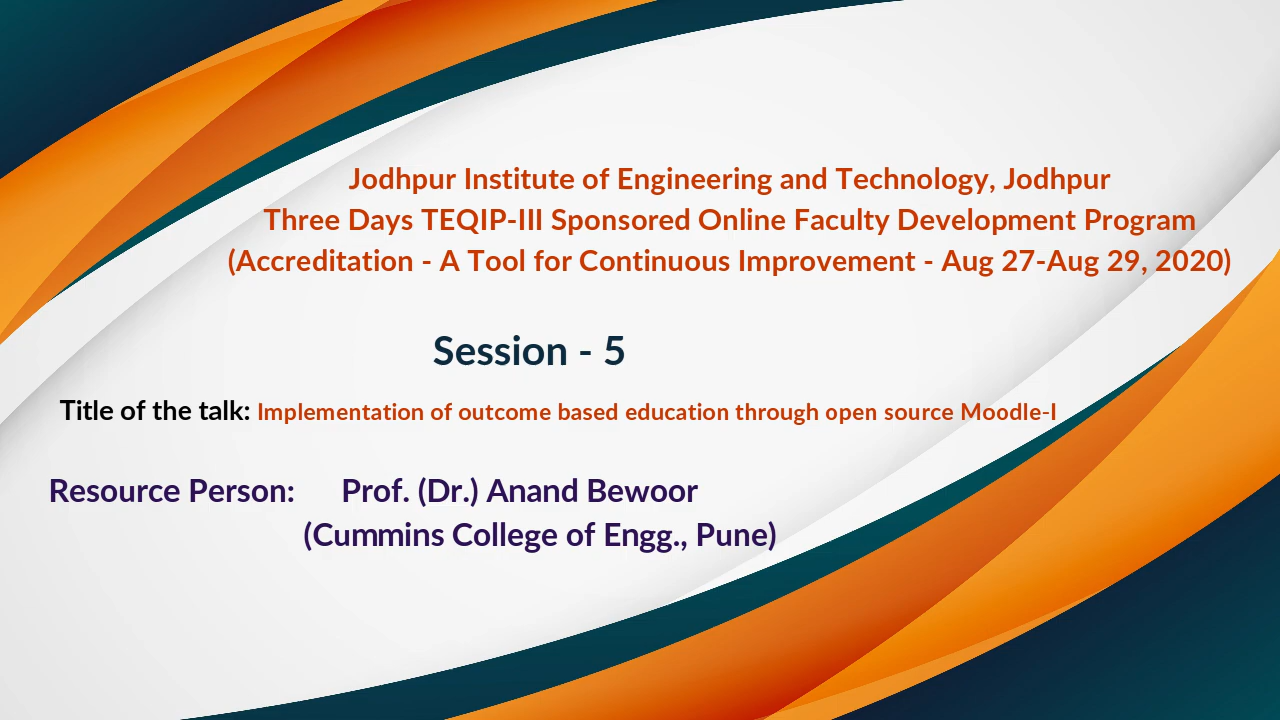 Jodhpur Institute of Engineering and Technology, Jodhpur
Three Days TEQIP-III Sponsored Online Faculty Development Program
(Accreditation - A Tool for Continuous Improvement - Aug 27-Aug 29, 2020)
Session - 5
Title of the talk: Implementation of outcome based education through open source Moodle-I
Resource Person: Prof. (Dr.) Anand Bewoor
(Cummins College of Engg., Pune)